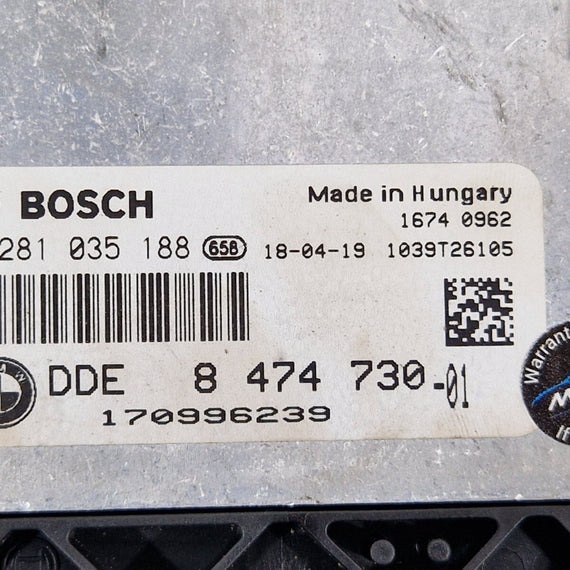 BOSCH Made in Hungary
1674 0962
281 035 188 658 18-04-19 1039T26105
DDE 8 474 730-01
170996239
Warrant